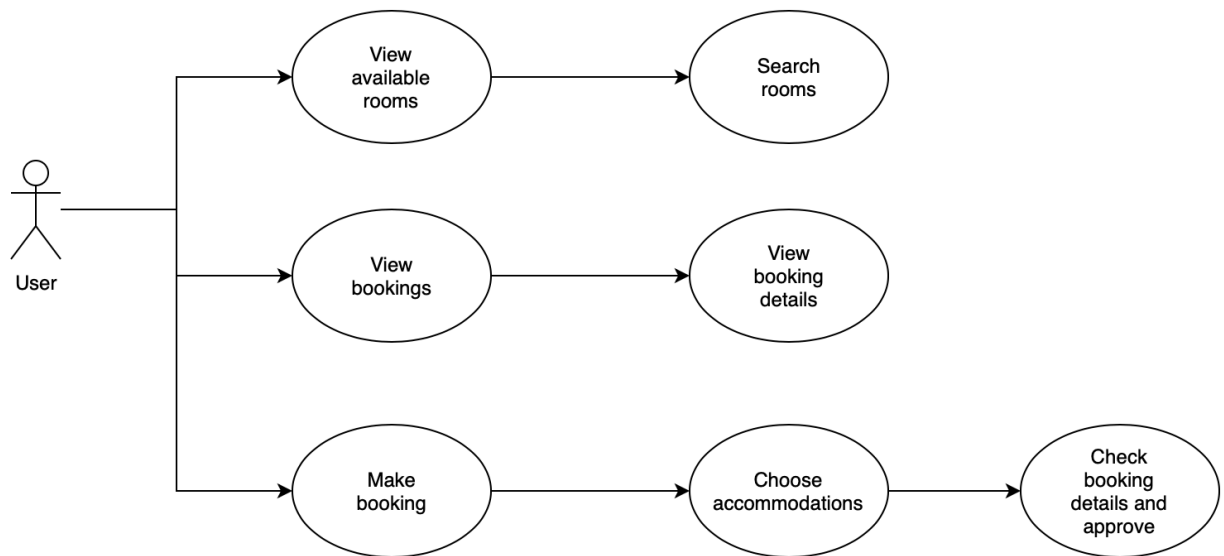 View
available
rooms
Search
rooms
User
View
bookings
View
booking
details
Make
booking
Choose
accommodations
Check
booking
details and
approve